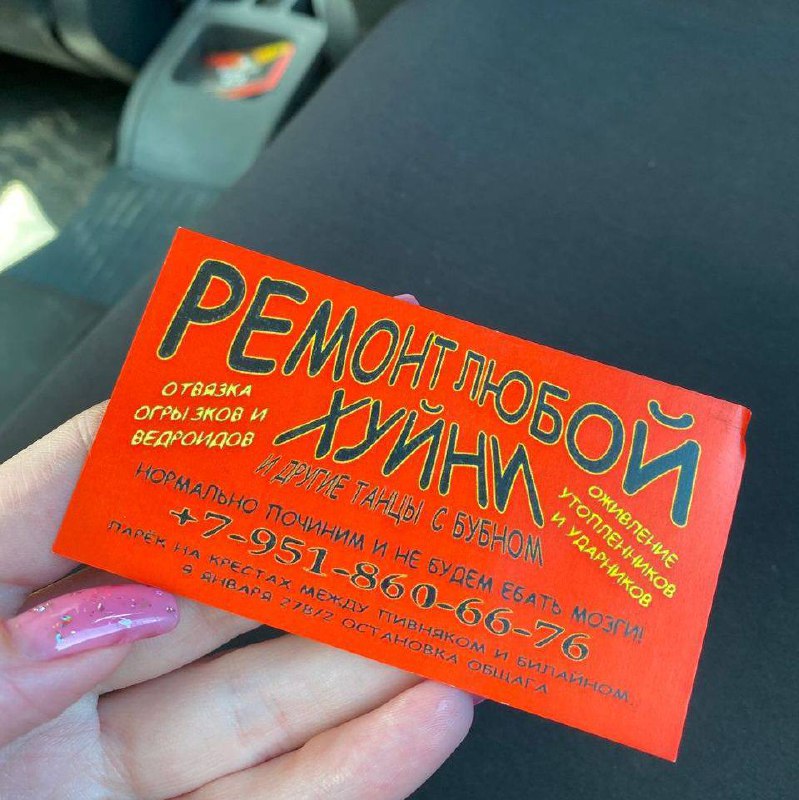 РЕМОНТ ЛЮБОЙ
ХУЙНИ
И ДРУГИЕ ТАНЦЫ С БУБНОМ
ОТВЯЗКА
ОГРЫЗКОВ И
ВЕДРОИДОВ
ОЖИВЛЕНИЕ
УТОПЛЕННИКОВ
И УДАРНИКОВ
НОРМАЛЬНО ПОЧИНИМ И НЕ БУДЕМ ЕБАТЬ МОЗГИ!
+7-951-860-66-76
ЛАРЁК НА КРЕСТАХ МЕЖДУ ПИВНЯКОМ И БИЛАЙНОМ
9 ЯНВАРЯ 278/2 ОСТАНОВКА ОБЩАГА